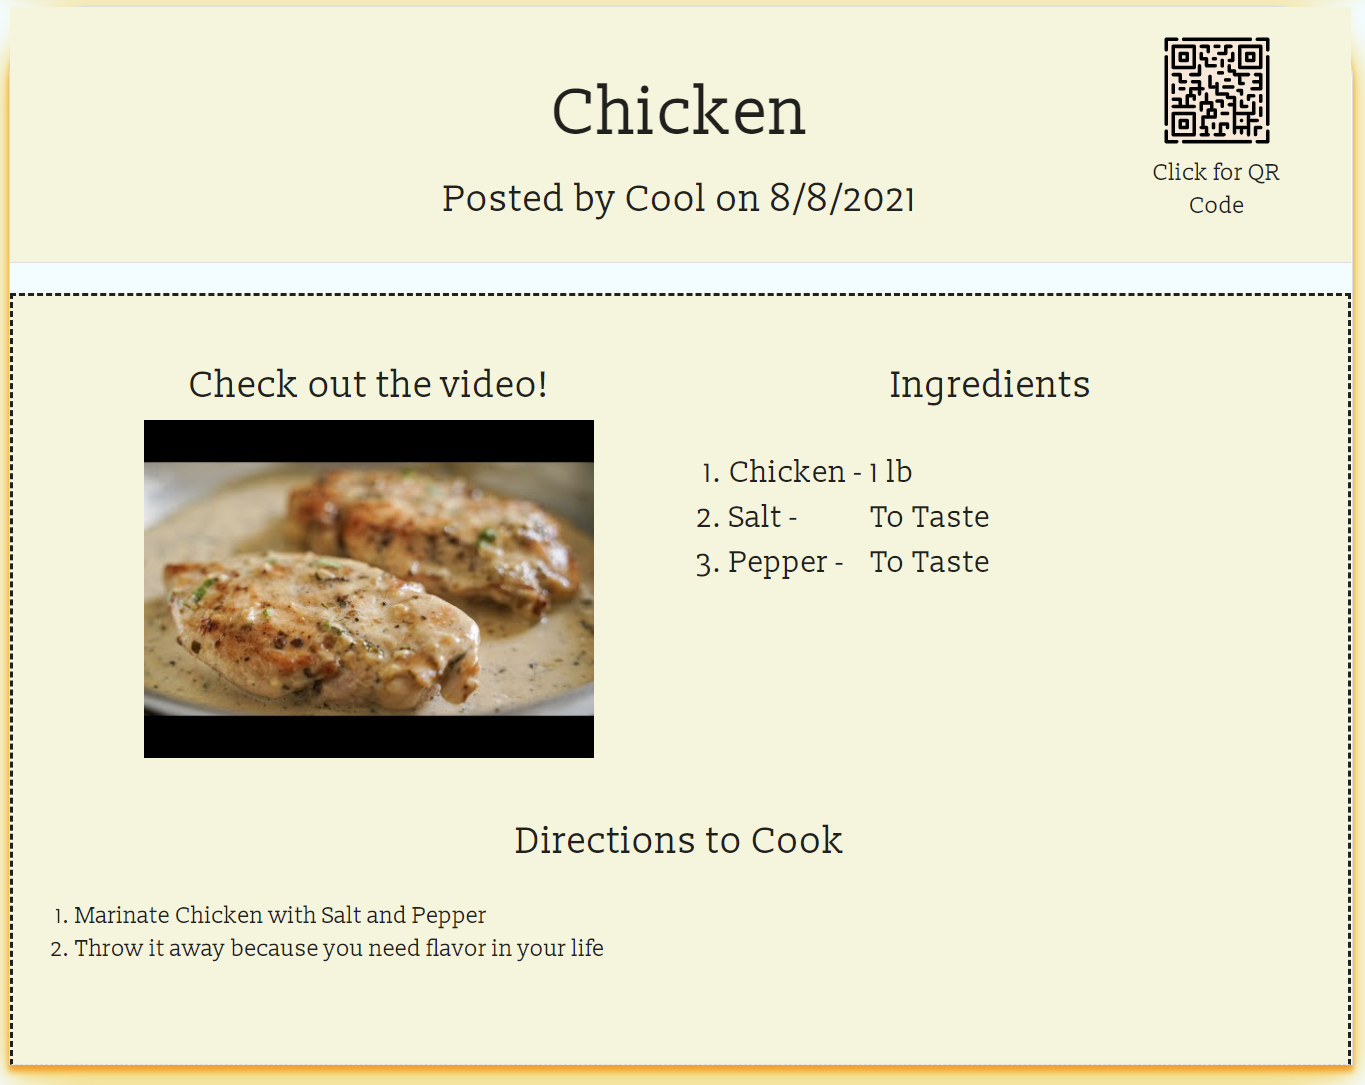 Chicken
Posted by Cool on 8/8/2021
Click for QR
Code
Check out the video!
Ingredients
1. Chicken - 1 lb
2. Salt - To Taste
3. Pepper - To Taste
Directions to Cook
1. Marinate Chicken with Salt and Pepper
2. Throw it away because you need flavor in your life